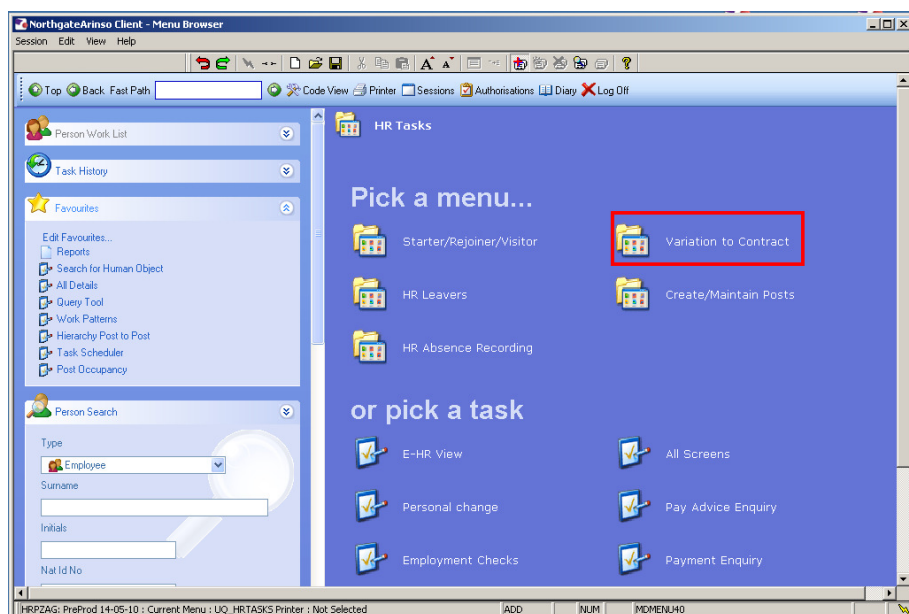 NorthgateArinso Client - Menu Browser
Session Edit View Help
Top Back Fast Path Code View Printer Sessions Authorisations Diary Log Off
Person Work List
Task History
Favourites
Edit Favourites...
Reports
Search for Human Object
All Details
Query Tool
Work Patterns
Hierarchy Post to Post
Task Scheduler
Post Occupancy
Person Search
Type
Employee
Surname
Initials
Nat Id No
HR Tasks
Pick a menu...
Starter/Rejoiner/Visitor Variation to Contract
HR Leavers Create/Maintain Posts
HR Absence Recording
or pick a task
E-HR View All Screens
Personal change Pay Advice Enquiry
Employment Checks Payment Enquiry
HRPZAG: PreProd 14-05-10 : Current Menu : UQ_HRTASKS Printer : Not Selected ADD NUM MDMENU40